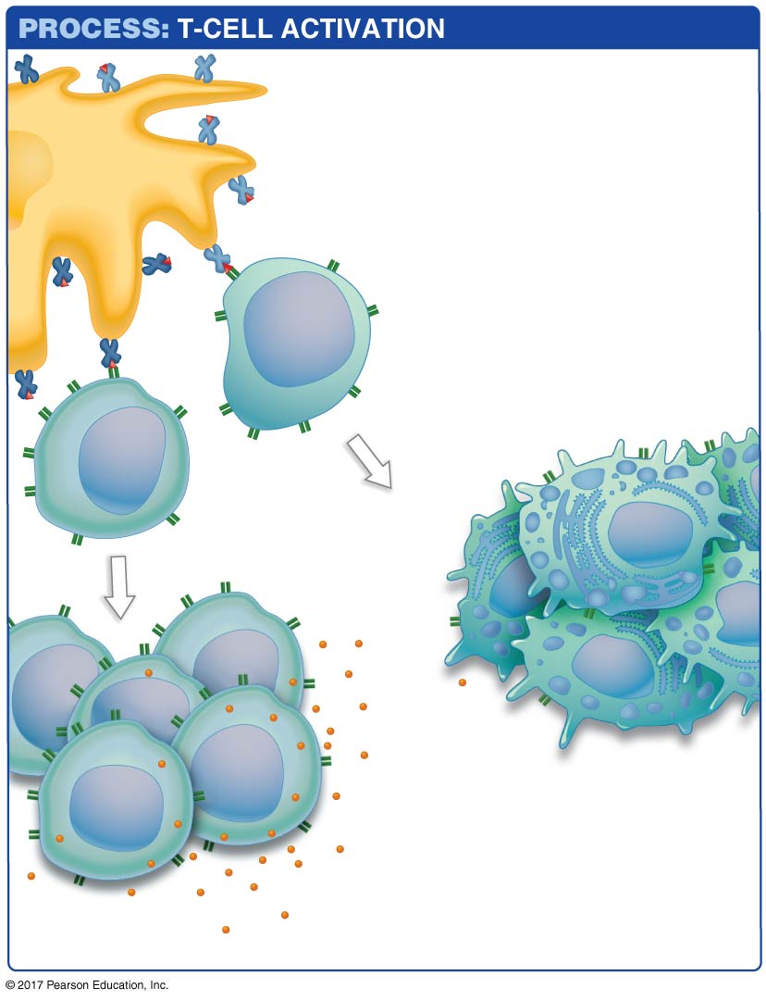 PROCESS: T-CELL ACTIVATION
© 2017 Pearson Education, Inc.